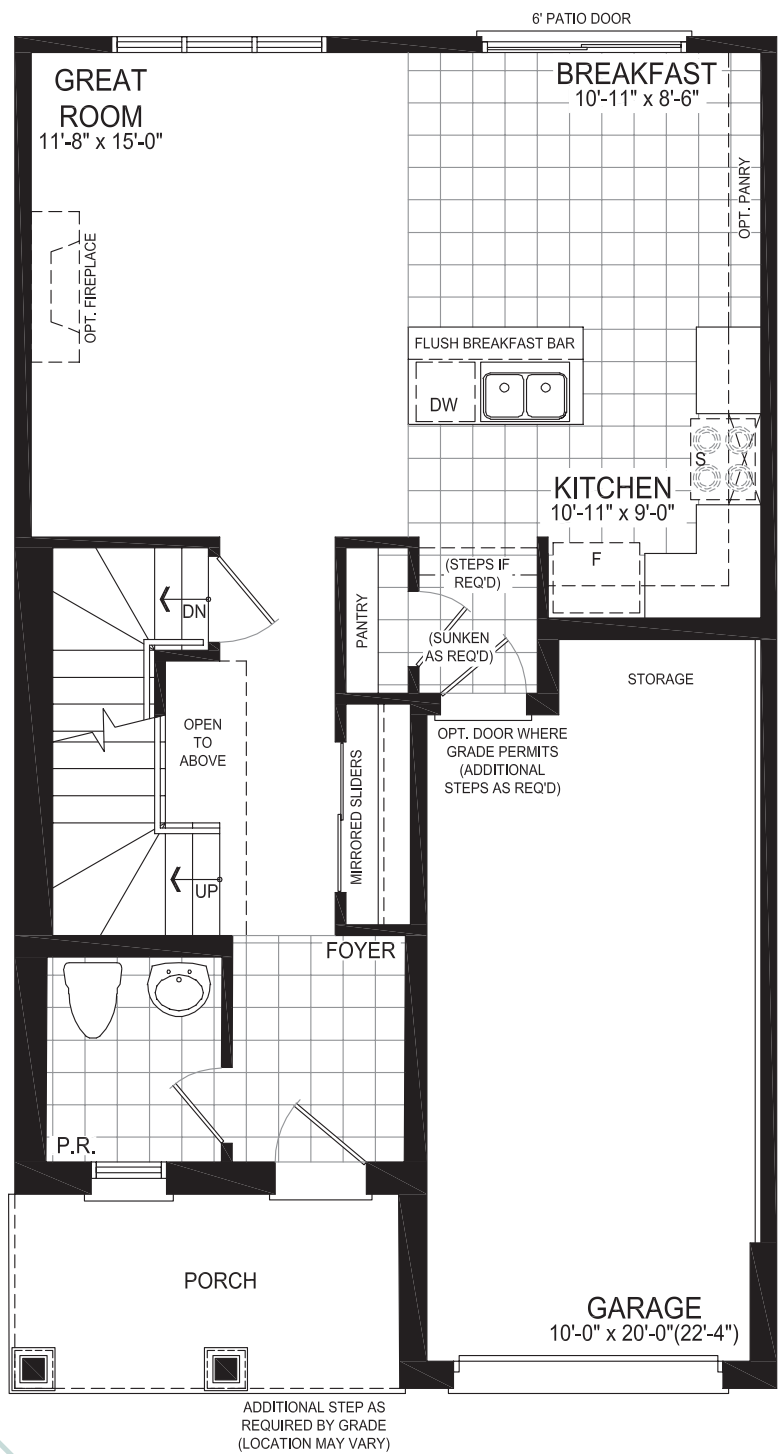 6' PATIO DOOR
GREAT
ROOM
11'-8" x 15'-0"
BREAKFAST
10'-11" x 8'-6"
OPT. PANRY
OPT. FIREPLACE
FLUSH BREAKFAST BAR
DW
S
KITCHEN
10'-11" x 9'-0"
F
(STEPS IF
REQ'D)
DN
PANTRY
(SUNKEN
AS REQ'D)
STORAGE
OPEN
TO
ABOVE
OPT. DOOR WHERE
GRADE PERMITS
(ADDITIONAL
STEPS AS REQ'D)
MIRRORED SLIDERS
UP
FOYER
P.R.
PORCH
GARAGE
10'-0" x 20'-0"(22'-4")
ADDITIONAL STEP AS
REQUIRED BY GRADE
(LOCATION MAY VARY)